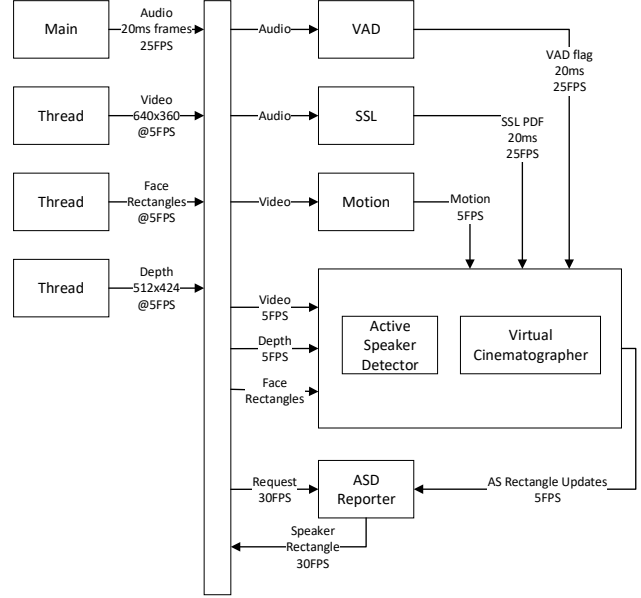 Main
Audio
20ms frames
25FPS
Audio
VAD
VAD flag
20ms
25FPS
Thread
Video
640x360
@5FPS
Audio
SSL
SSL PDF
20ms
25FPS
Thread
Face
Rectangles
@5FPS
Video
Motion
Motion
5FPS
Thread
Depth
512x424
@5FPS
Video
5FPS
Depth
5FPS
Face
Rectangles
Active
Speaker
Detector
Virtual
Cinematographer
Request
30FPS
ASD
Reporter
AS Rectangle Updates
5FPS
Speaker
Rectangle
30FPS